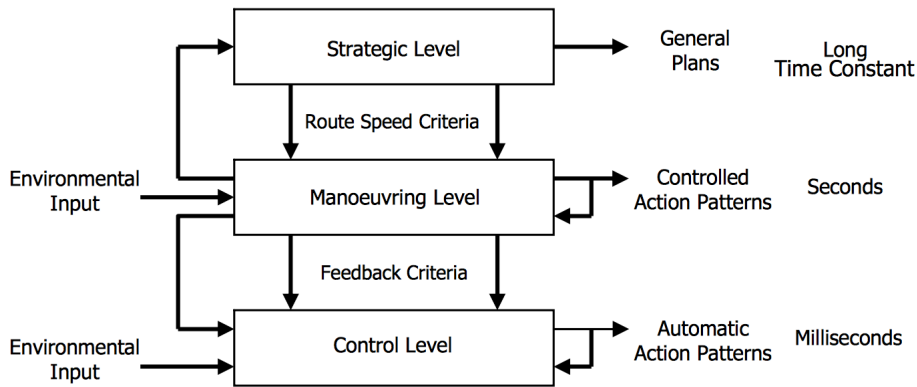 Strategic Level
General
Plans
Long
Time Constant
Route Speed Criteria
Environmental
Input
Manoeuvring Level
Controlled
Action Patterns
Seconds
Feedback Criteria
Environmental
Input
Control Level
Automatic
Action Patterns
Milliseconds